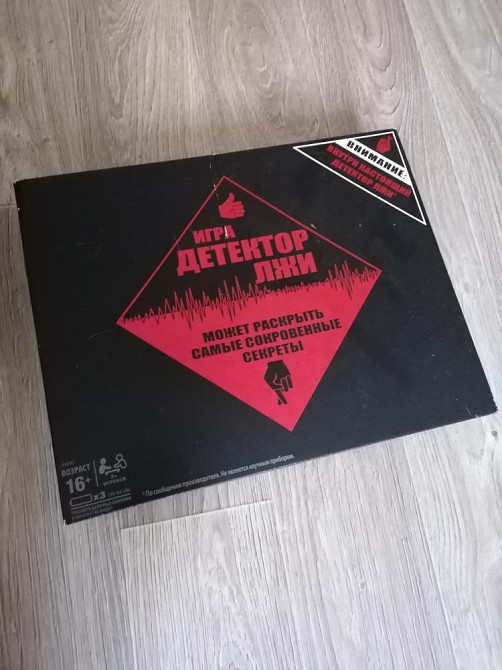 ВНИМАНИЕ:
ВНУТРИ НАСТОЯЩИЙ
ДЕТЕКТОР ЛЖИ*
ИГРА
ДЕТЕКТОР
ЛЖИ
МОЖЕТ РАСКРЫТЬ
САМЫЕ СОКРОВЕННЫЕ
СЕКРЕТЫ
ВОЗРАСТ
16+
ИГРОКОВ
x3
* По сообщению производителя. Не является научным прибором.